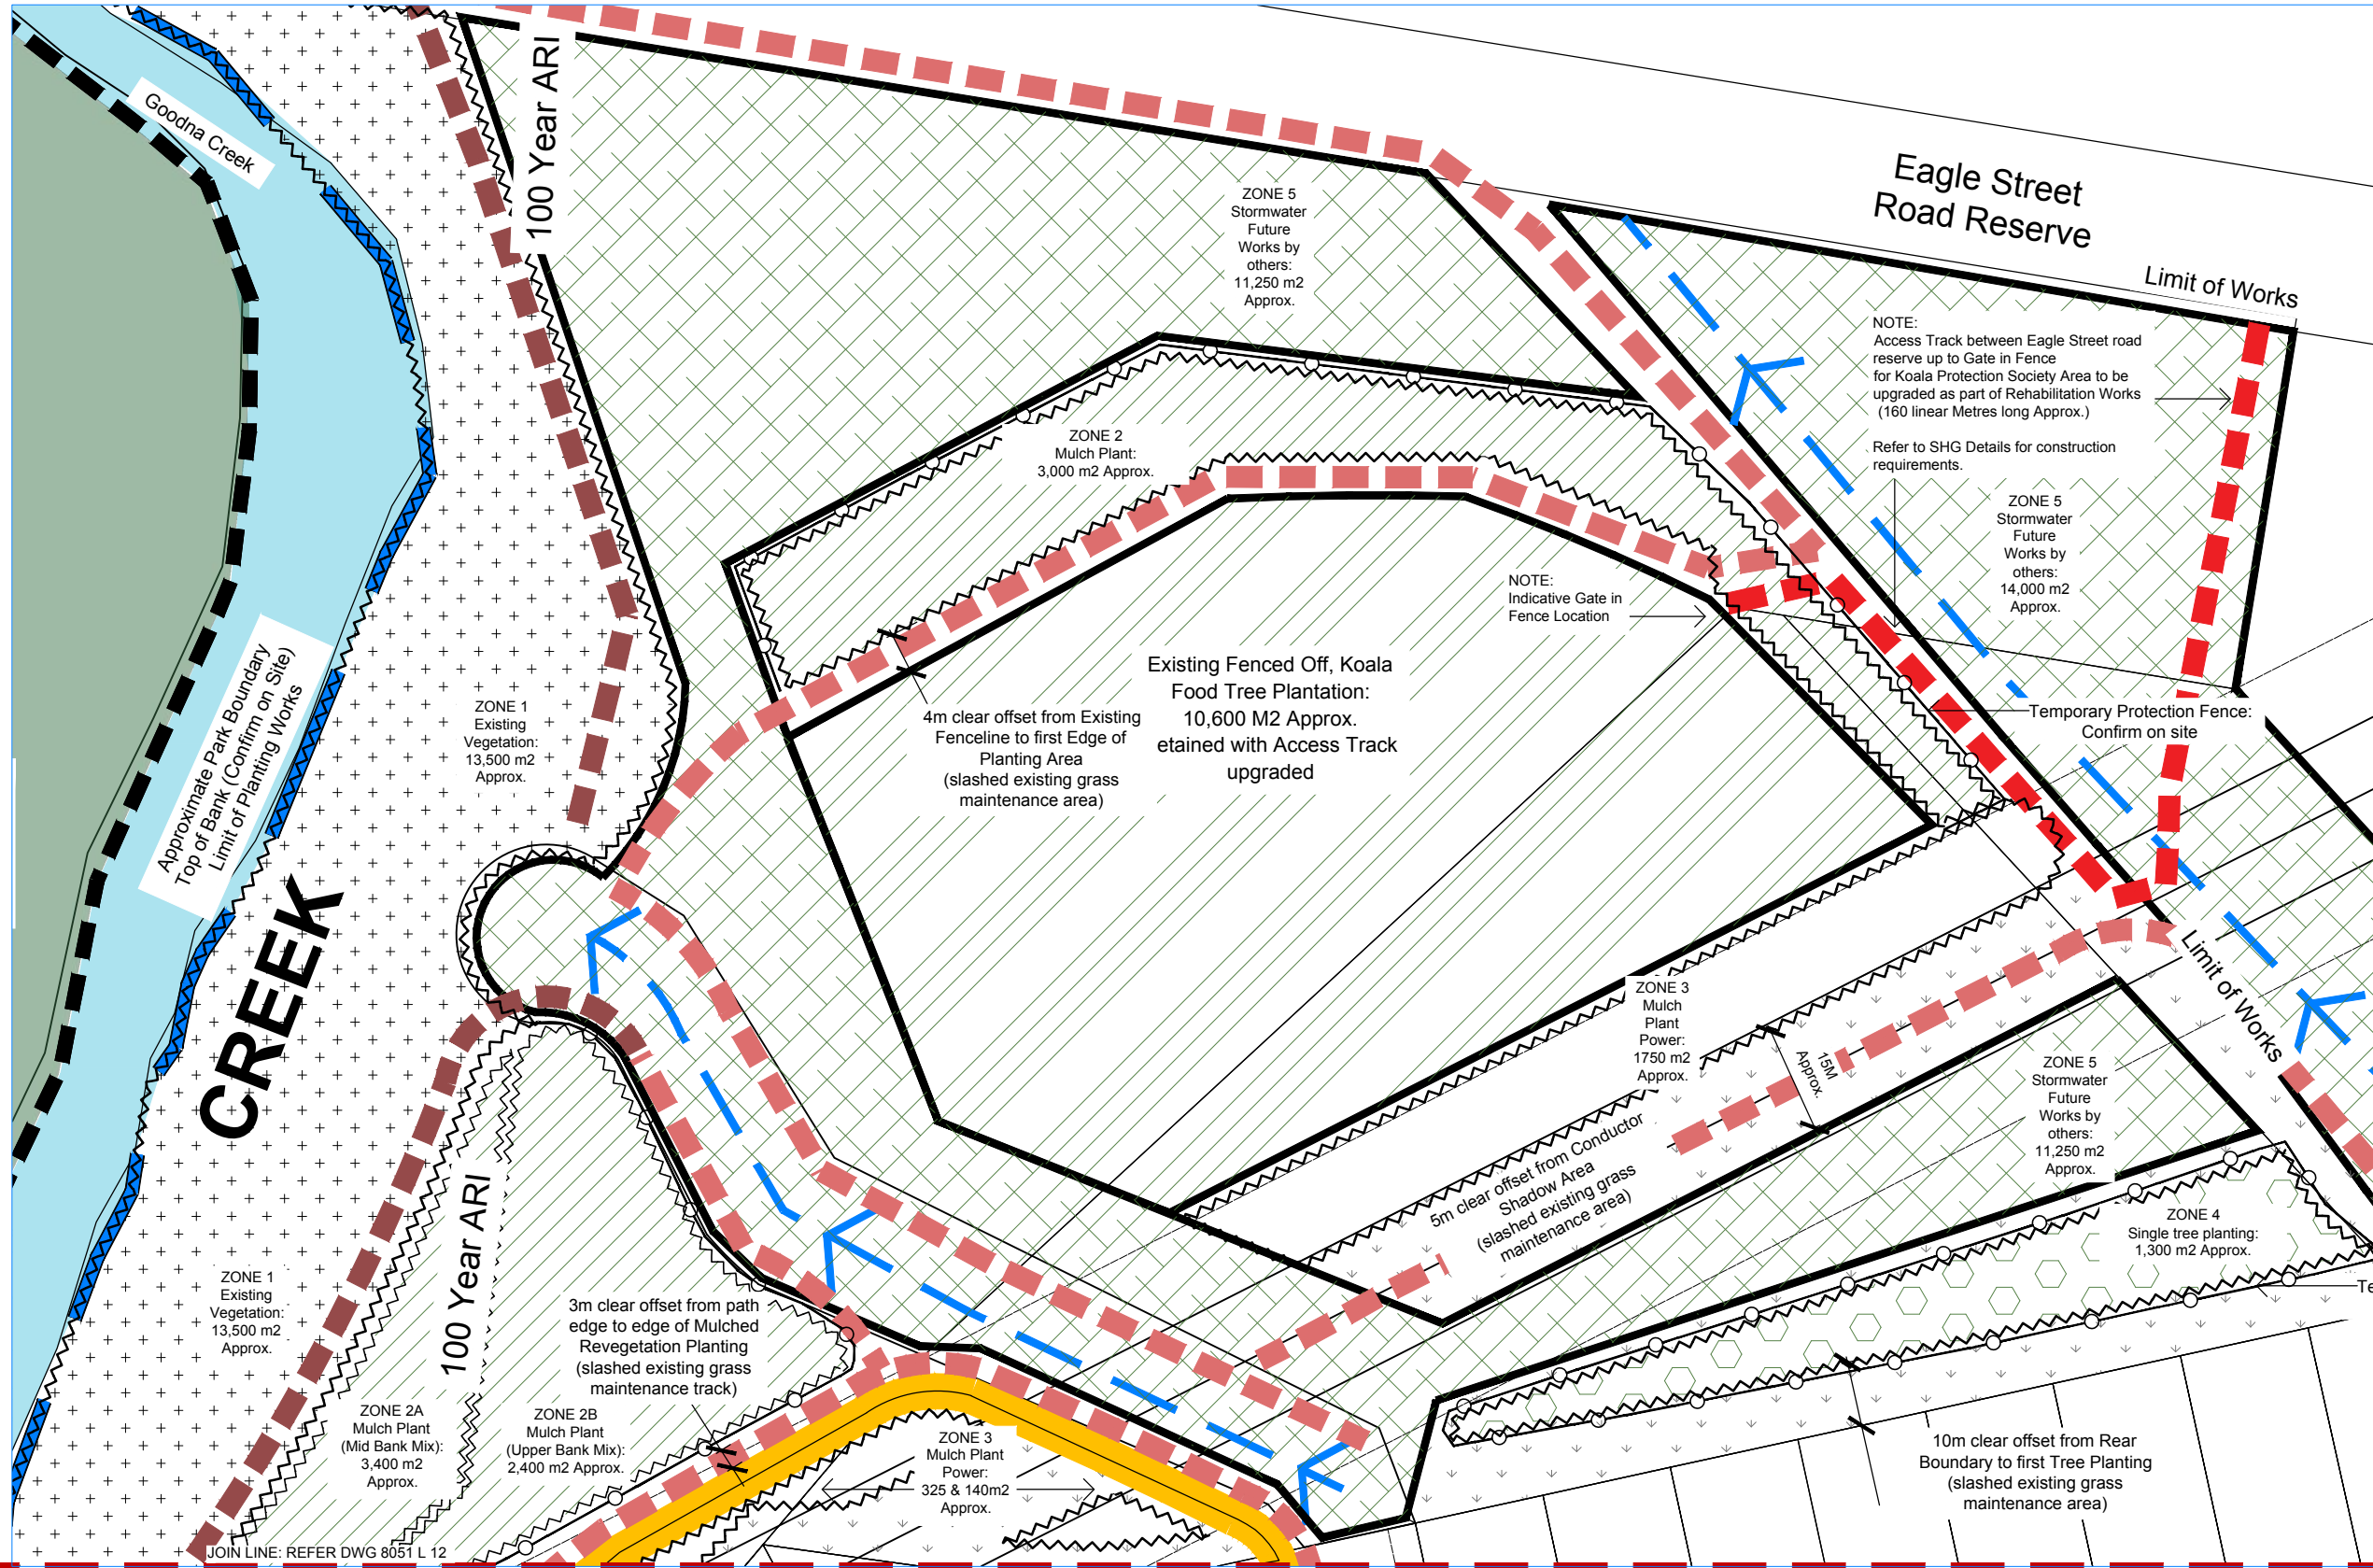 Goodna Creek
100 Year ARI
ZONE 5
Stormwater
Future
Works by
others:
11,250 m2
Approx.
Eagle Street
Road Reserve
Limit of Works
NOTE:
Access Track between Eagle Street road
reserve up to Gate in Fence
for Koala Protection Society Area to be
upgraded as part of Rehabilitation Works
(160 linear Metres long Approx.)
Refer to SHG Details for construction
requirements.
ZONE 2
Mulch Plant:
3,000 m2 Approx.
ZONE 5
Stormwater
Future
Works by
others:
14,000 m2
Approx.
NOTE:
Indicative Gate in
Fence Location
Approximate Park Boundary
Top of Bank (Confirm on Site)
Limit of Planting Works
ZONE 1
Existing
Vegetation:
13,500 m2
Approx.
4m clear offset from Existing
Fenceline to first Edge of
Planting Area
(slashed existing grass
maintenance area)
Existing Fenced Off, Koala
Food Tree Plantation:
10,600 M2 Approx.
etained with Access Track
upgraded
Temporary Protection Fence:
Confirm on site
CREEK
Limit of Works
ZONE 3
Mulch
Plant
Power:
1750 m2
Approx.
15M
Approx.
5m clear offset from Conductor
Shadow Area
(slashed existing grass
maintenance area)
ZONE 5
Stormwater
Future
Works by
others:
11,250 m2
Approx.
ZONE 4
Single tree planting:
1,300 m2 Approx.
Te
100 Year ARI
ZONE 1
Existing
Vegetation:
13,500 m2
Approx.
3m clear offset from path
edge to edge of Mulched
Revegetation Planting
(slashed existing grass
maintenance track)
ZONE 2A
Mulch Plant
(Mid Bank Mix):
3,400 m2
Approx.
ZONE 2B
Mulch Plant
(Upper Bank Mix):
2,400 m2 Approx.
ZONE 3
Mulch Plant
Power:
325 & 140m2
Approx.
10m clear offset from Rear
Boundary to first Tree Planting
(slashed existing grass
maintenance area)
JOIN LINE: REFER DWG 8051 L 12